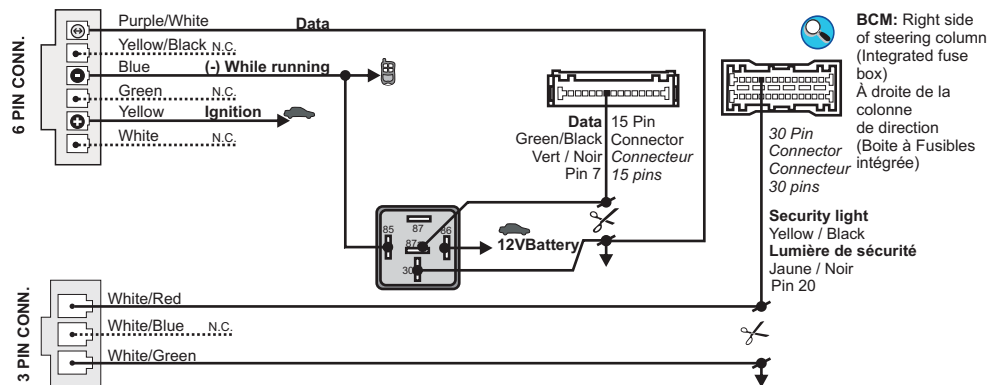 6 PIN CONN.
Purple/White
Data
Yellow/Black N.C.
Blue (-) While running
Green N.C.
Yellow Ignition
White N.C.
Data
Green/Black
Vert / Noir
Pin 7
15 Pin
Connector
Connecteur
15 pins
BCM: Right side
of steering column
(Integrated fuse
box)
À droite de la
colonne
de direction
(Boite à Fusibles
intégrée)
30 Pin
Connector
Connecteur
30 pins
Security light
Yellow / Black
Lumière de sécurité
Jaune / Noir
Pin 20
87
85
86
30
12VBattery
3 PIN CONN.
White/Red
White/Blue N.C.
White/Green